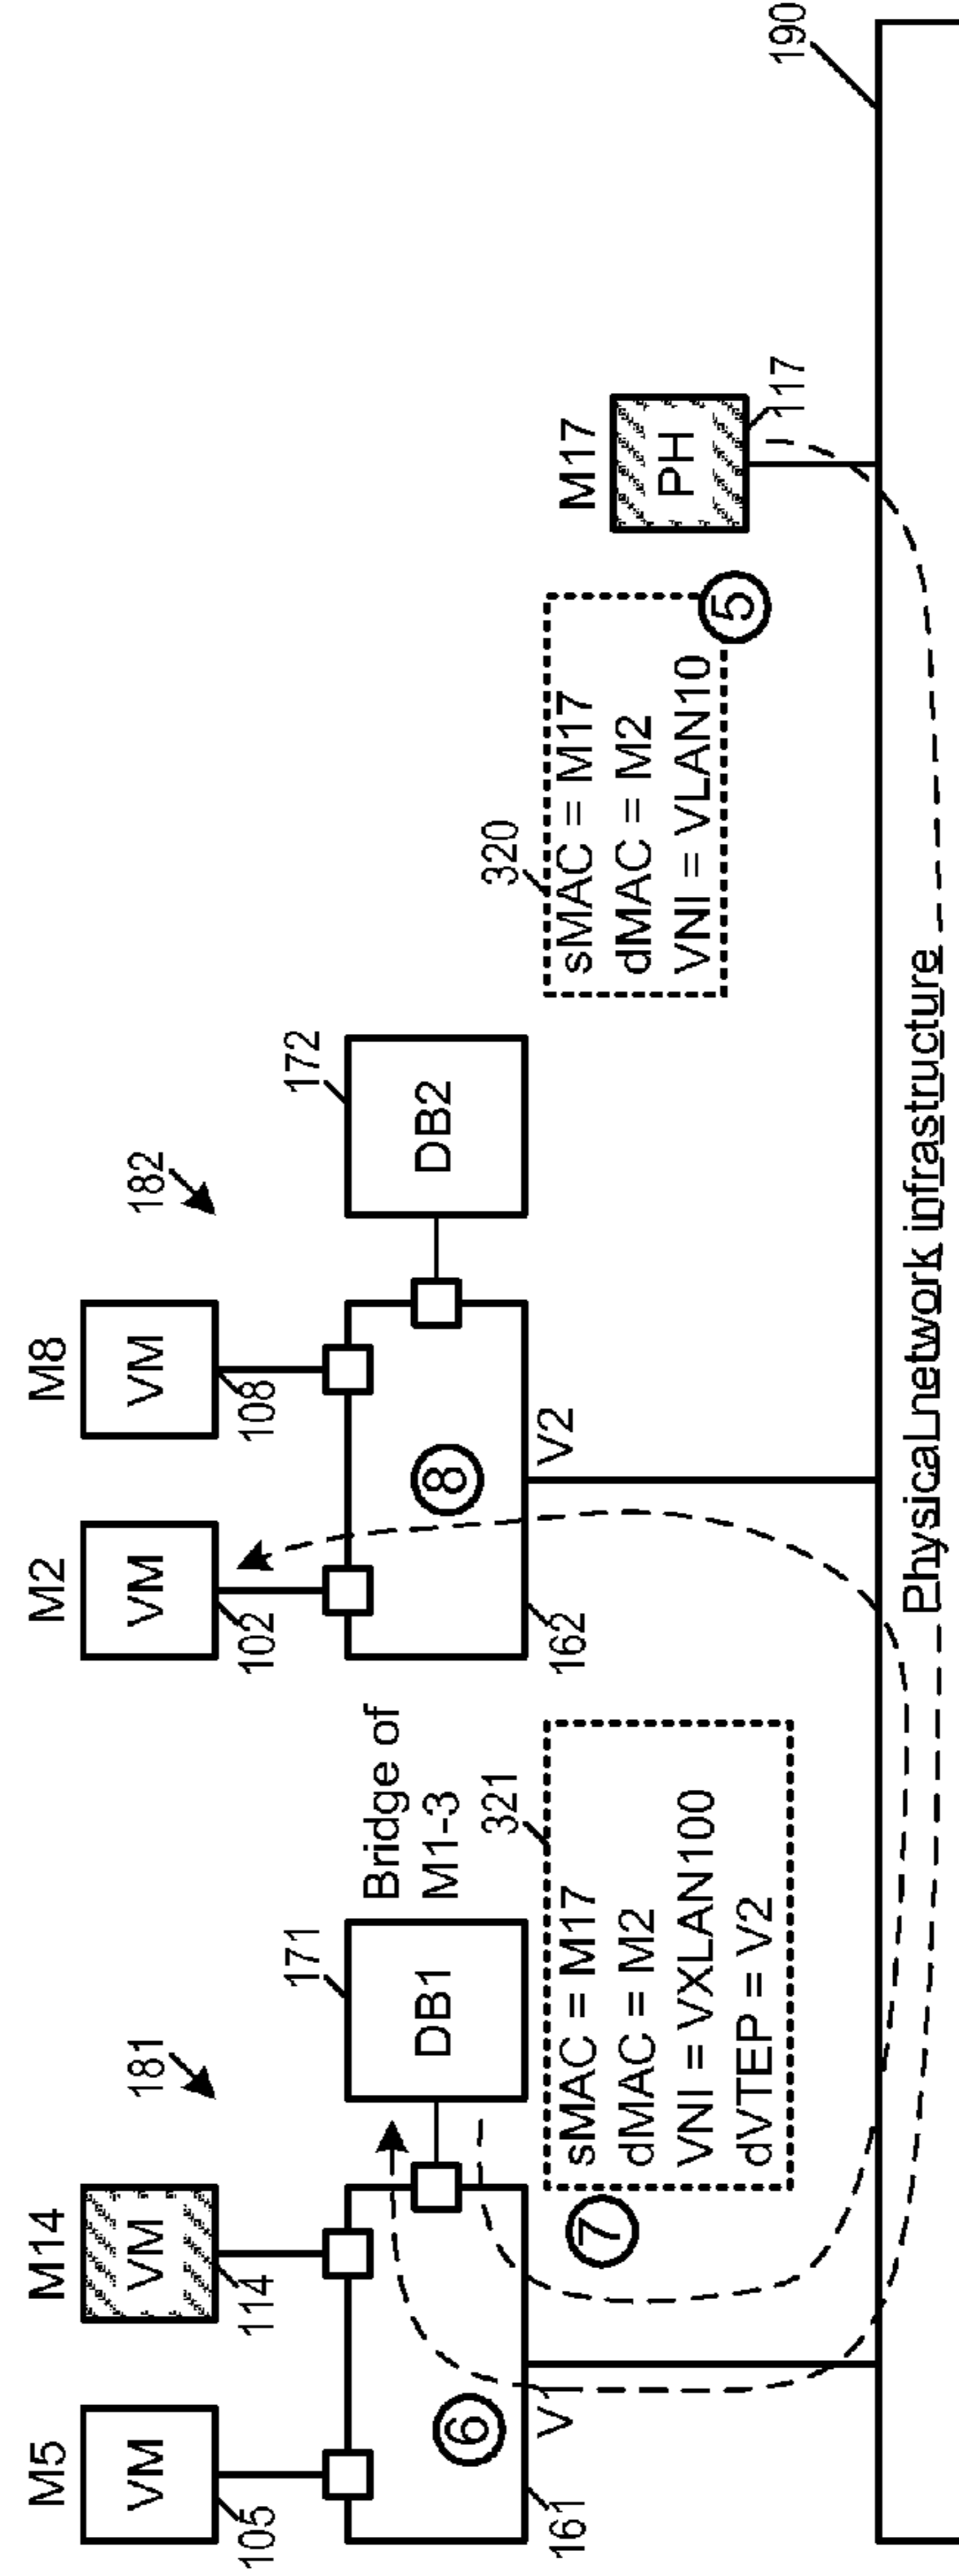 M5
M14
M2
M8
VM
VM
VM
VM
105
114
181
102
108
182
190
171
Bridge of
M1-3
172
DB1
DB2
6
8
161
V1
162
V2
7
321
sMAC = M17
dMAC = M2
VNI = VXLAN100
dVTEP = V2
320
sMAC = M17
dMAC = M2
VNI = VLAN10
5
M17
PH
117
Physical network infrastructure